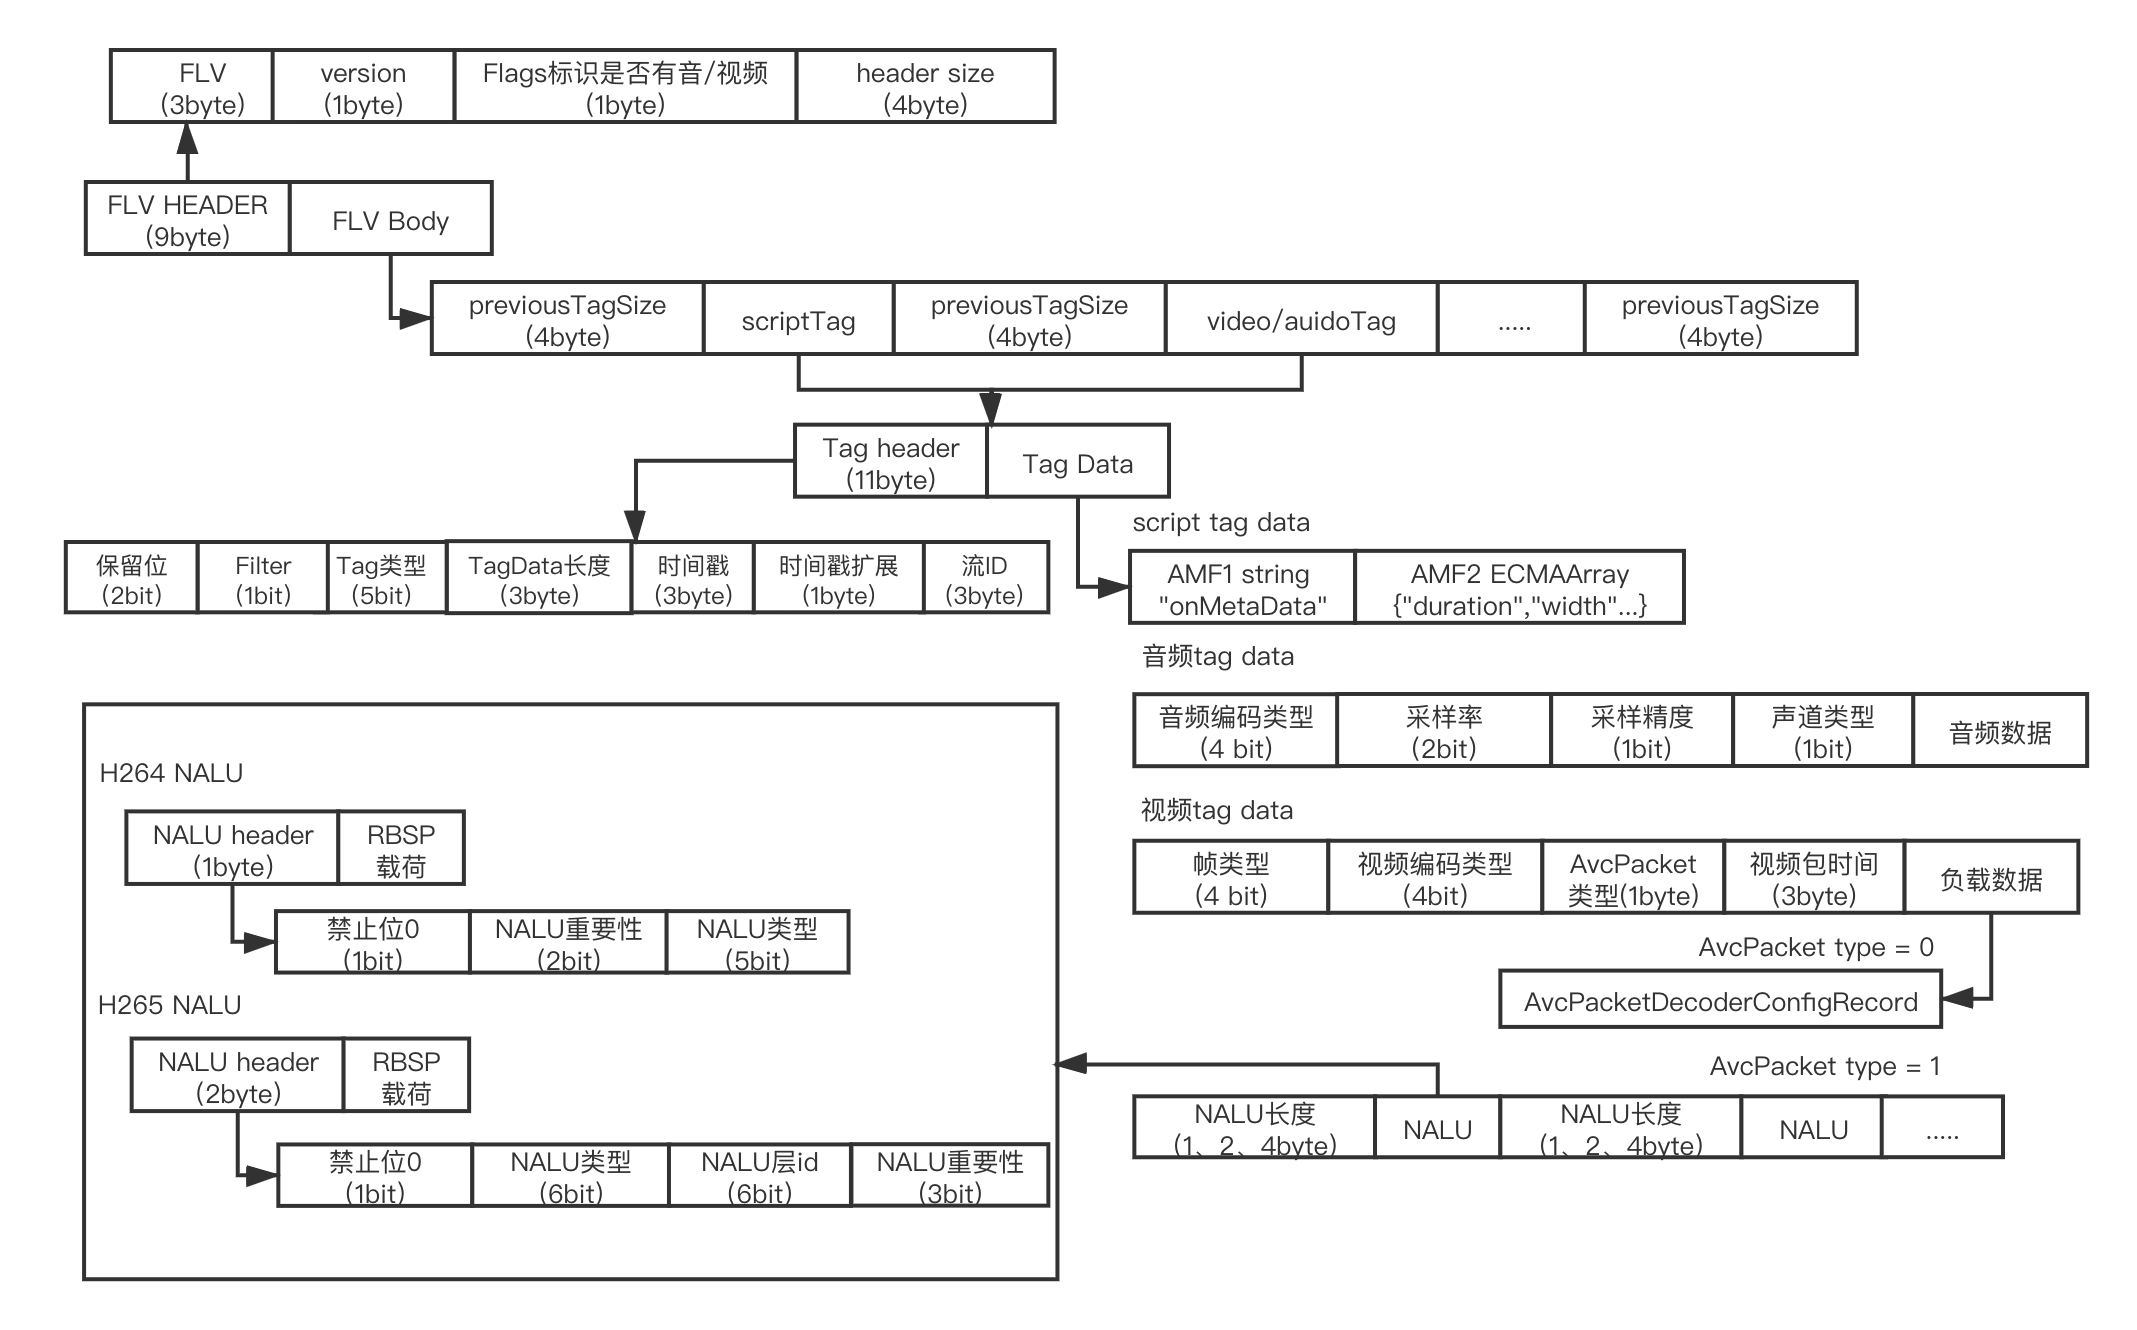 FLV
(3byte)
version
(1byte)
Flags标识是否有音/视频
(1byte)
header size
(4byte)
FLV HEADER
(9byte)
FLV Body
previousTagSize
(4byte)
scriptTag
previousTagSize
(4byte)
video/auidoTag
.....
previousTagSize
(4byte)
Tag header
(11byte)
Tag Data
保留位
(2bit)
Filter
(1bit)
Tag类型
(5bit)
TagData长度
(3byte)
时间戳
(3byte)
时间戳扩展
(1byte)
流ID
(3byte)
script tag data
AMF1 string
"onMetaData"
AMF2 ECMAArray
{"duration","width"...}
音频tag data
音频编码类型
(4 bit)
采样率
(2bit)
采样精度
(1bit)
声道类型
(1bit)
音频数据
视频tag data
帧类型
(4 bit)
视频编码类型
(4bit)
AvcPacket
类型(1byte)
视频包时间
(3byte)
负载数据
AvcPacket type = 0
AvcPacketDecoderConfigRecord
AvcPacket type = 1
NALU长度
(1、2、4byte)
NALU
NALU长度
(1、2、4byte)
NALU
.....
H264 NALU
NALU header
(1byte)
RBSP
载荷
禁止位0
(1bit)
NALU重要性
(2bit)
NALU类型
(5bit)
H265 NALU
NALU header
(2byte)
RBSP
载荷
禁止位0
(1bit)
NALU类型
(6bit)
NALU层id
(6bit)
NALU重要性
(3bit)